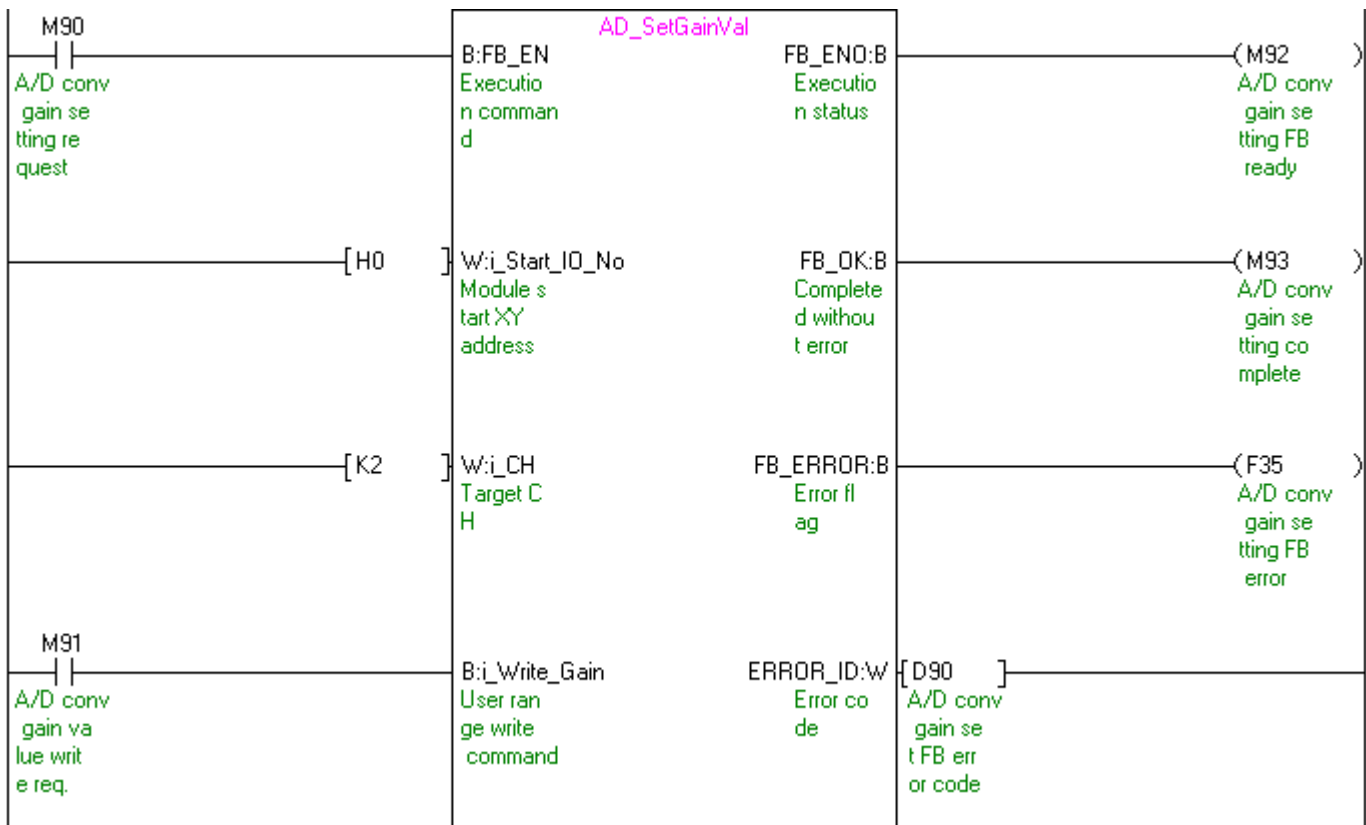 M90
AD_SetGainVal
B:FB_EN
FB_ENO:B
(M92 )
A/D conv
gain se
tting re
quest
Executio
n comman
d
Executio
n status
A/D conv
gain se
tting FB
ready
[H0 ]
W:i_Start_IO_No
FB_OK:B
(M93 )
Module s
tart XY
address
Complete
d withou
t error
A/D conv
gain se
tting co
mplete
[K2 ]
W:i_CH
FB_ERROR:B
(F35 )
Target C
H
Error fl
ag
A/D conv
gain se
tting FB
error
M91
B:i_Write_Gain
ERROR_ID:W
[D90 ]
A/D conv
gain va
lue writ
e req.
User ran
ge write
command
Error co
de
A/D conv
gain se
t FB err
or code